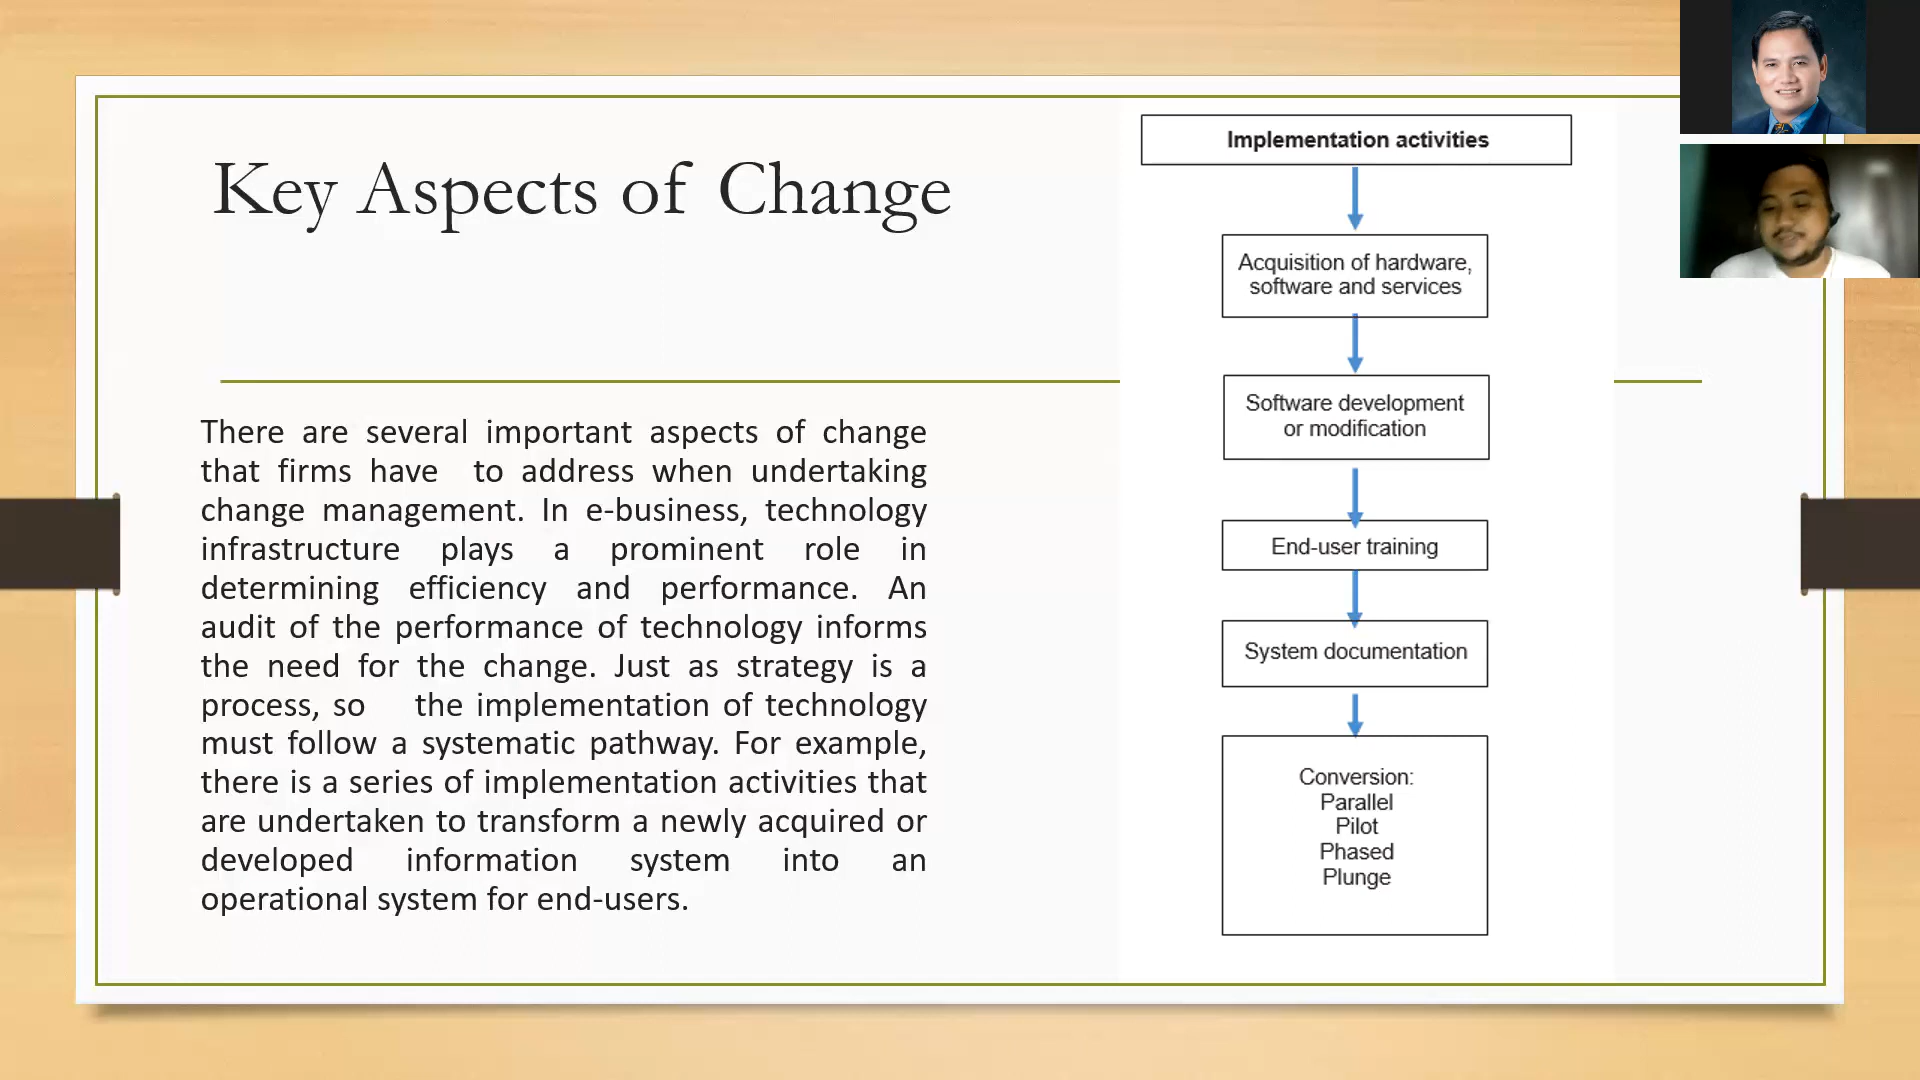 Key Aspects of Change
There are several important aspects of change
that firms have to address when undertaking
change management. In e-business, technology
infrastructure plays a prominent role in
determining efficiency and performance. An
audit of the performance of technology informs
the need for the change. Just as strategy is a
process, so the implementation of technology
must follow a systematic pathway. For example,
there is a series of implementation activities that
are undertaken to transform a newly acquired or
developed information system into an
operational system for end-users.
Implementation activities
Acquisition of hardware,
software and services
Software development
or modification
End-user training
System documentation
Conversion:
Parallel
Pilot
Phased
Plunge